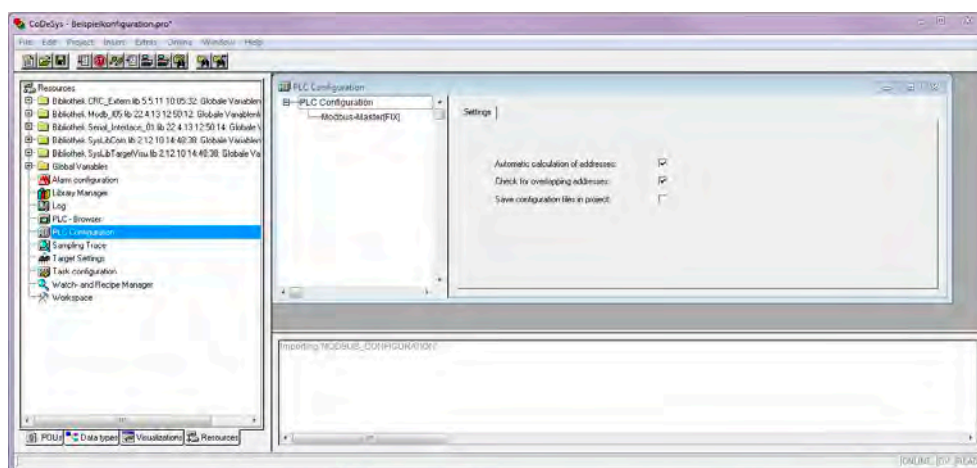 CoDeSys - Beispielkonfiguration.pro*
File Edit Project Insert Extras Online Window Help
Resources
Bibliothek CRC_Extern.lib 5.5.11 10:05:32: Globale Variablen
Bibliothek Modb_l05.lib 22.4.13 12:50:12: Globale Variablenli
Bibliothek Serial_Interface_01.lib 22.4.13 12:50:14: Globale V
Bibliothek SysLibCom.lib 2.12.10 14:48:38: Globale Variablen
Bibliothek SysLibTargetVisu.lib 2.12.10 14:48:38: Globale Va
Global Variables
Alarm configuration
Library Manager
Log
PLC - Browser
PLC Configuration
Sampling Trace
Target Settings
Task configuration
Watch- and Recipe Manager
Workspace
POUs Data types Visualizations Resources
PLC Configuration
PLC Configuration
Modbus-Master[FIX]
Settings
Automatic calculation of addresses:
Check for overlapping addresses:
Save configuration files in project:
Importing 'MODBUS_CONFIGURATION'
ONLINE OV READ